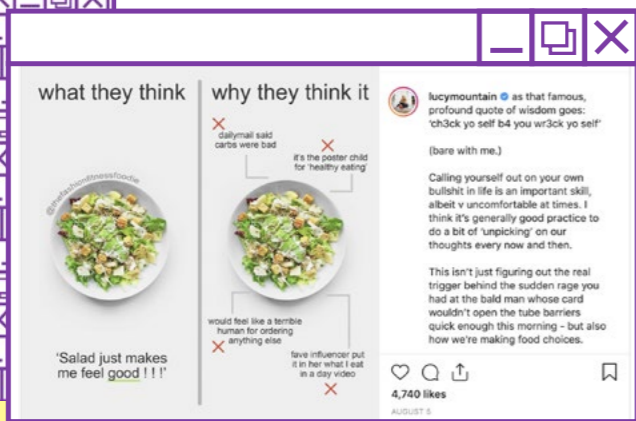 what they think
why they think it
dailymail said
carbs were bad
it's the poster child
for 'healthy eating'
@thefashionfitnessfoodie
would feel like a terrible
human for ordering
anything else
fave influencer put
it in her what I eat
in a day video
'Salad just makes
me feel good ! ! !'
lucymountain as that famous,
profound quote of wisdom goes:
'ch3ck yo self b4 you wr3ck yo self'
(bare with me.)
Calling yourself out on your own
bullshit in life is an important skill,
albeit v uncomfortable at times. I
think it's generally good practice to
do a bit of 'unpicking' on our
thoughts every now and then.
This isn't just figuring out the real
trigger behind the sudden rage you
had at the bald man whose card
wouldn't open the tube barriers
quick enough this morning - but also
how we're making food choices.
4,740 likes
AUGUST 5